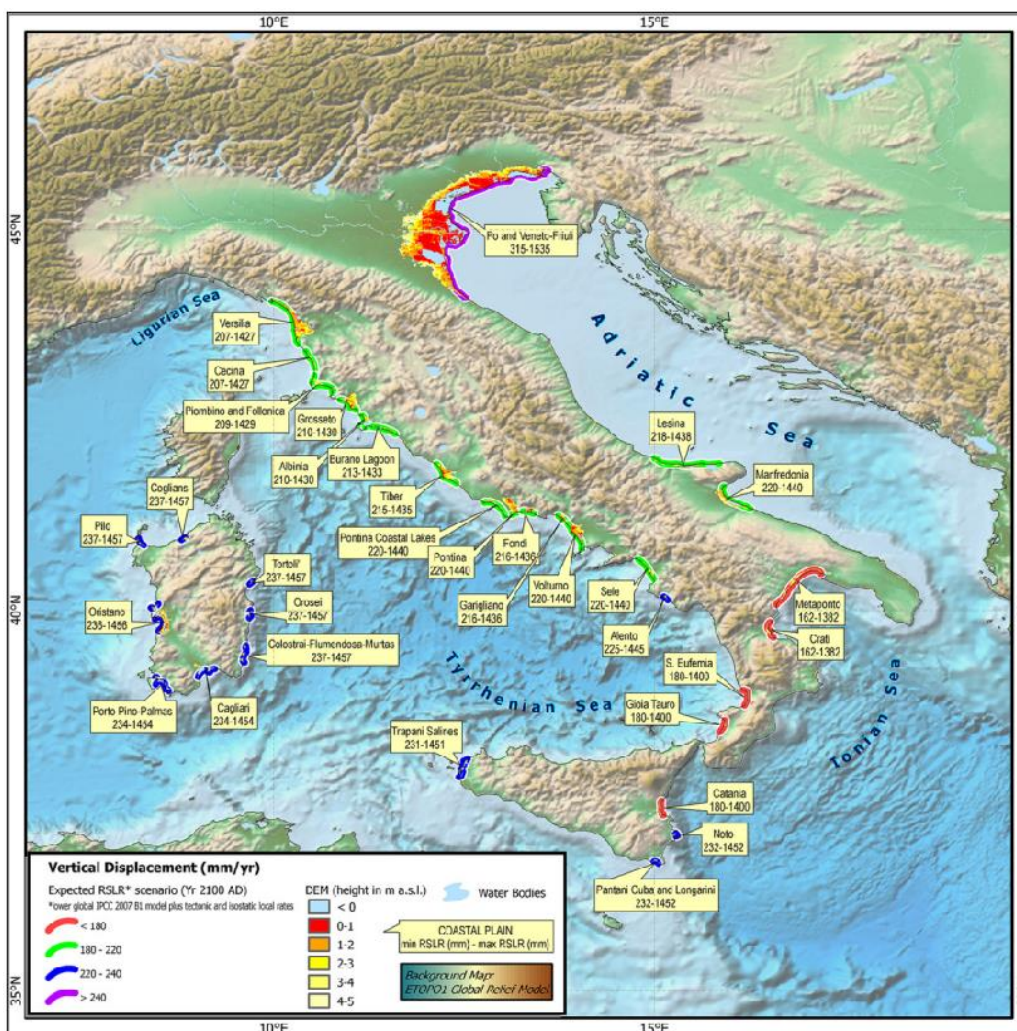 10°E
15°E
45°N
Po and Veneto-Friuli
315-1535
Ligurian Sea
Versilia
207-1427
Adriatic
Sea
Cecina
207-1427
Piombino and Follonica
209-1429
Grosseto
210-1430
Albinia
210-1430
Burano Lagoon
213-1433
Lesina
218-1438
Manfredonia
220-1440
Tiber
215-1435
Coglians
237-1457
Pilo
237-1457
Pontina Coastal Lakes
220-1440
Pontina
220-1440
Fondi
216-1436
Tortoli'
237-1457
Garigliano
216-1436
Volturno
220-1440
Sele
220-1440
40°N
Orosei
237-1457
Oristano
Metaponto
162-1382
Alento
225-1445
Crati
162-1382
Colostrai-Flumendosa-Murtas
237-1457
Tyrrhenian Sea
S. Eufemia
180-1400
Tonian Sea
Porto Pino-Palmas
234-1454
Cagliari
234-1454
Gioia Tauro
180-1400
Trapani Salines
231-1451
Catania
180-1400
Noto
232-1452
Pantani Cuba and Longarini
232-1452
Vertical Displacement (mm/yr)
Expected RSLR* scenario (Yr 2100 AD)
*lower global IPCC 2007 B1 model plus tectonic and isostatic local rates
< 180
180 - 220
220 - 240
> 240
DEM (height in m a.s.l.)
< 0
0-1
1-2
2-3
3-4
4-5
Water Bodies
COASTAL PLAIN
min RSLR (mm) - max RSLR (mm)
Background Map:
ETOPO1 Global Relief Model
35°N
10°E
15°E